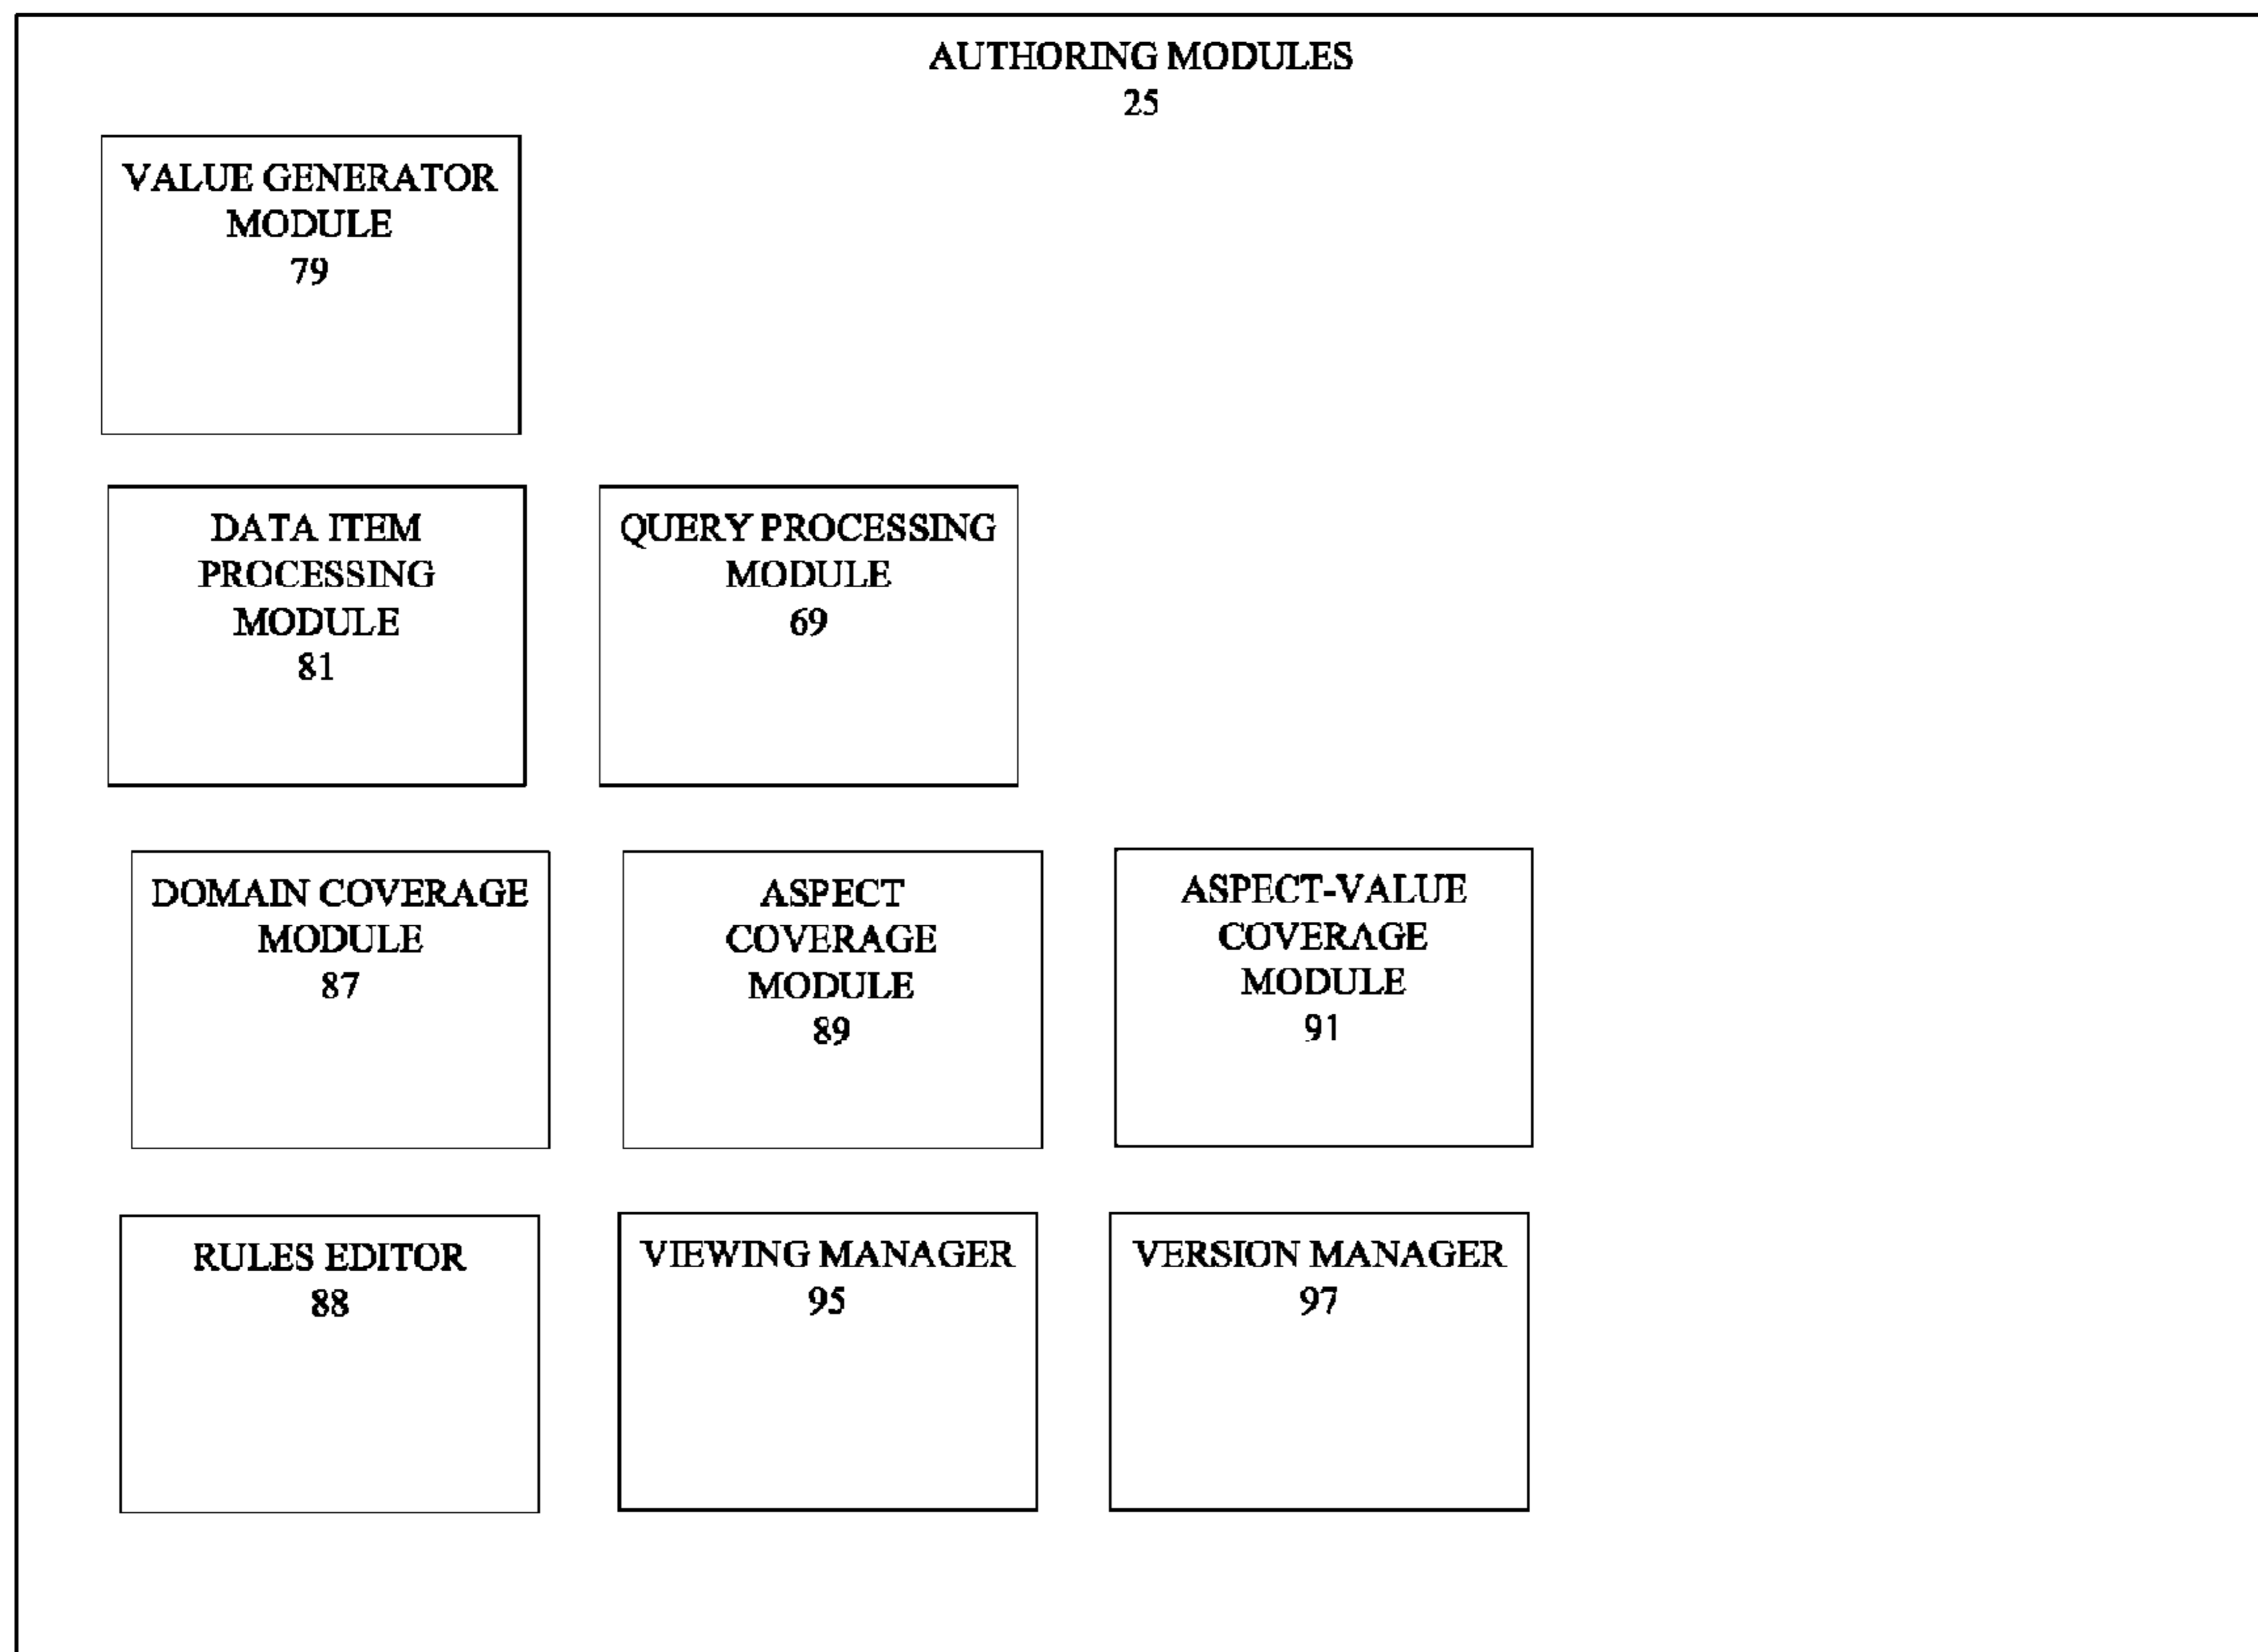 AUTHORING MODULES
25
VALUE GENERATOR
MODULE
79
DATA ITEM
PROCESSING
MODULE
81
QUERY PROCESSING
MODULE
69
DOMAIN COVERAGE
MODULE
87
ASPECT
COVERAGE
MODULE
89
ASPECT-VALUE
COVERAGE
MODULE
91
RULES EDITOR
88
VIEWING MANAGER
95
VERSION MANAGER
97